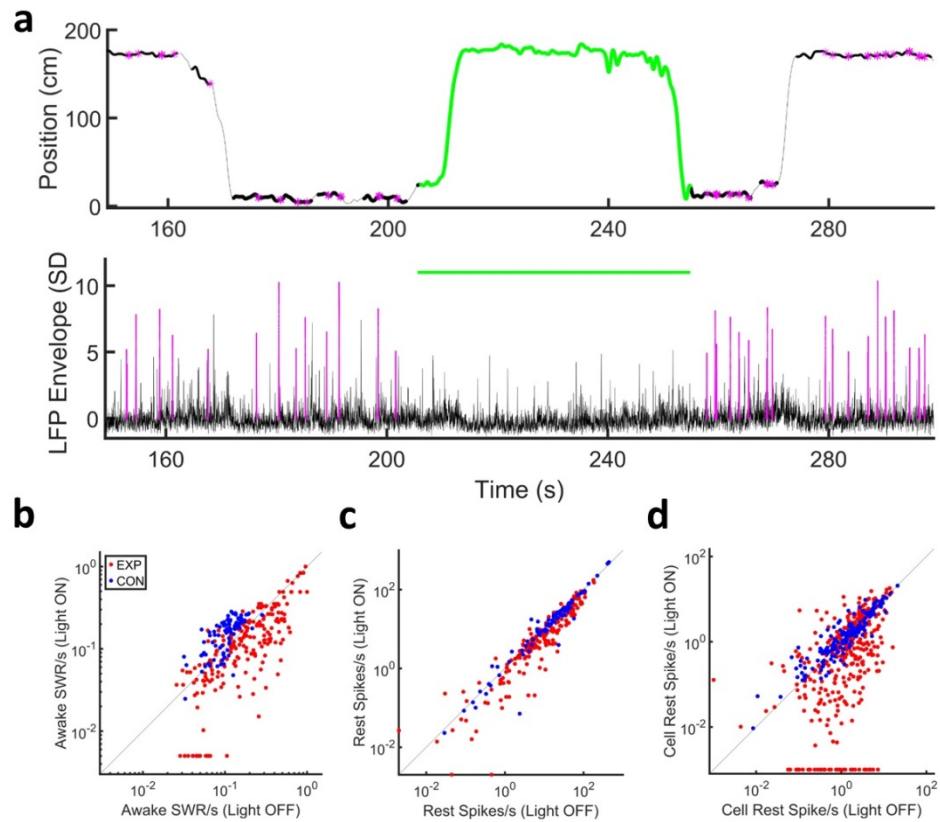 a
Position (cm)
200
100
0
160
200
240
280
LFP Envelope (SD
10
5
0
160
200
240
280
Time (s)
b
Awake SWR/s (Light ON)
10^0
10^-1
10^-2
EXP
CON
10^-2
10^-1
10^0
Awake SWR/s (Light OFF)
c
Rest Spikes/s (Light ON)
10^2
10^0
10^-2
10^-2
10^0
10^2
Rest Spikes/s (Light OFF)
d
Cell Rest Spike/s (Light ON)
10^2
10^0
10^-2
10^-2
10^0
10^2
Cell Rest Spike/s (Light OFF)